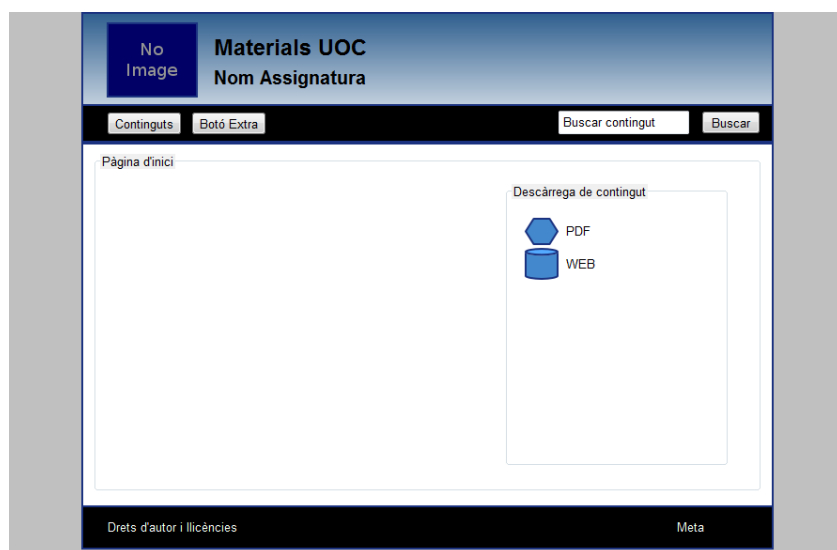 No
Image
Materials UOC
Nom Assignatura
Continguts
Botó Extra
Buscar contingut
Buscar
Pàgina d'inici
Descàrrega de contingut
PDF
WEB
Drets d'autor i llicències
Meta